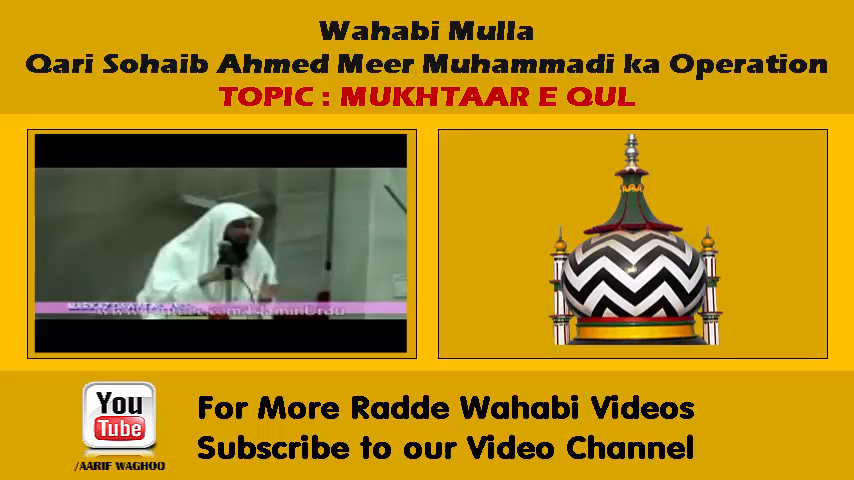 Wahabi Mulla
Qari Sohaib Ahmed Meer Muhammadi ka Operation
TOPIC : MUKHTAAR E QUL
You
Tube
/AARIF WAGHOO
For More Radde Wahabi Videos
Subscribe to our Video Channel